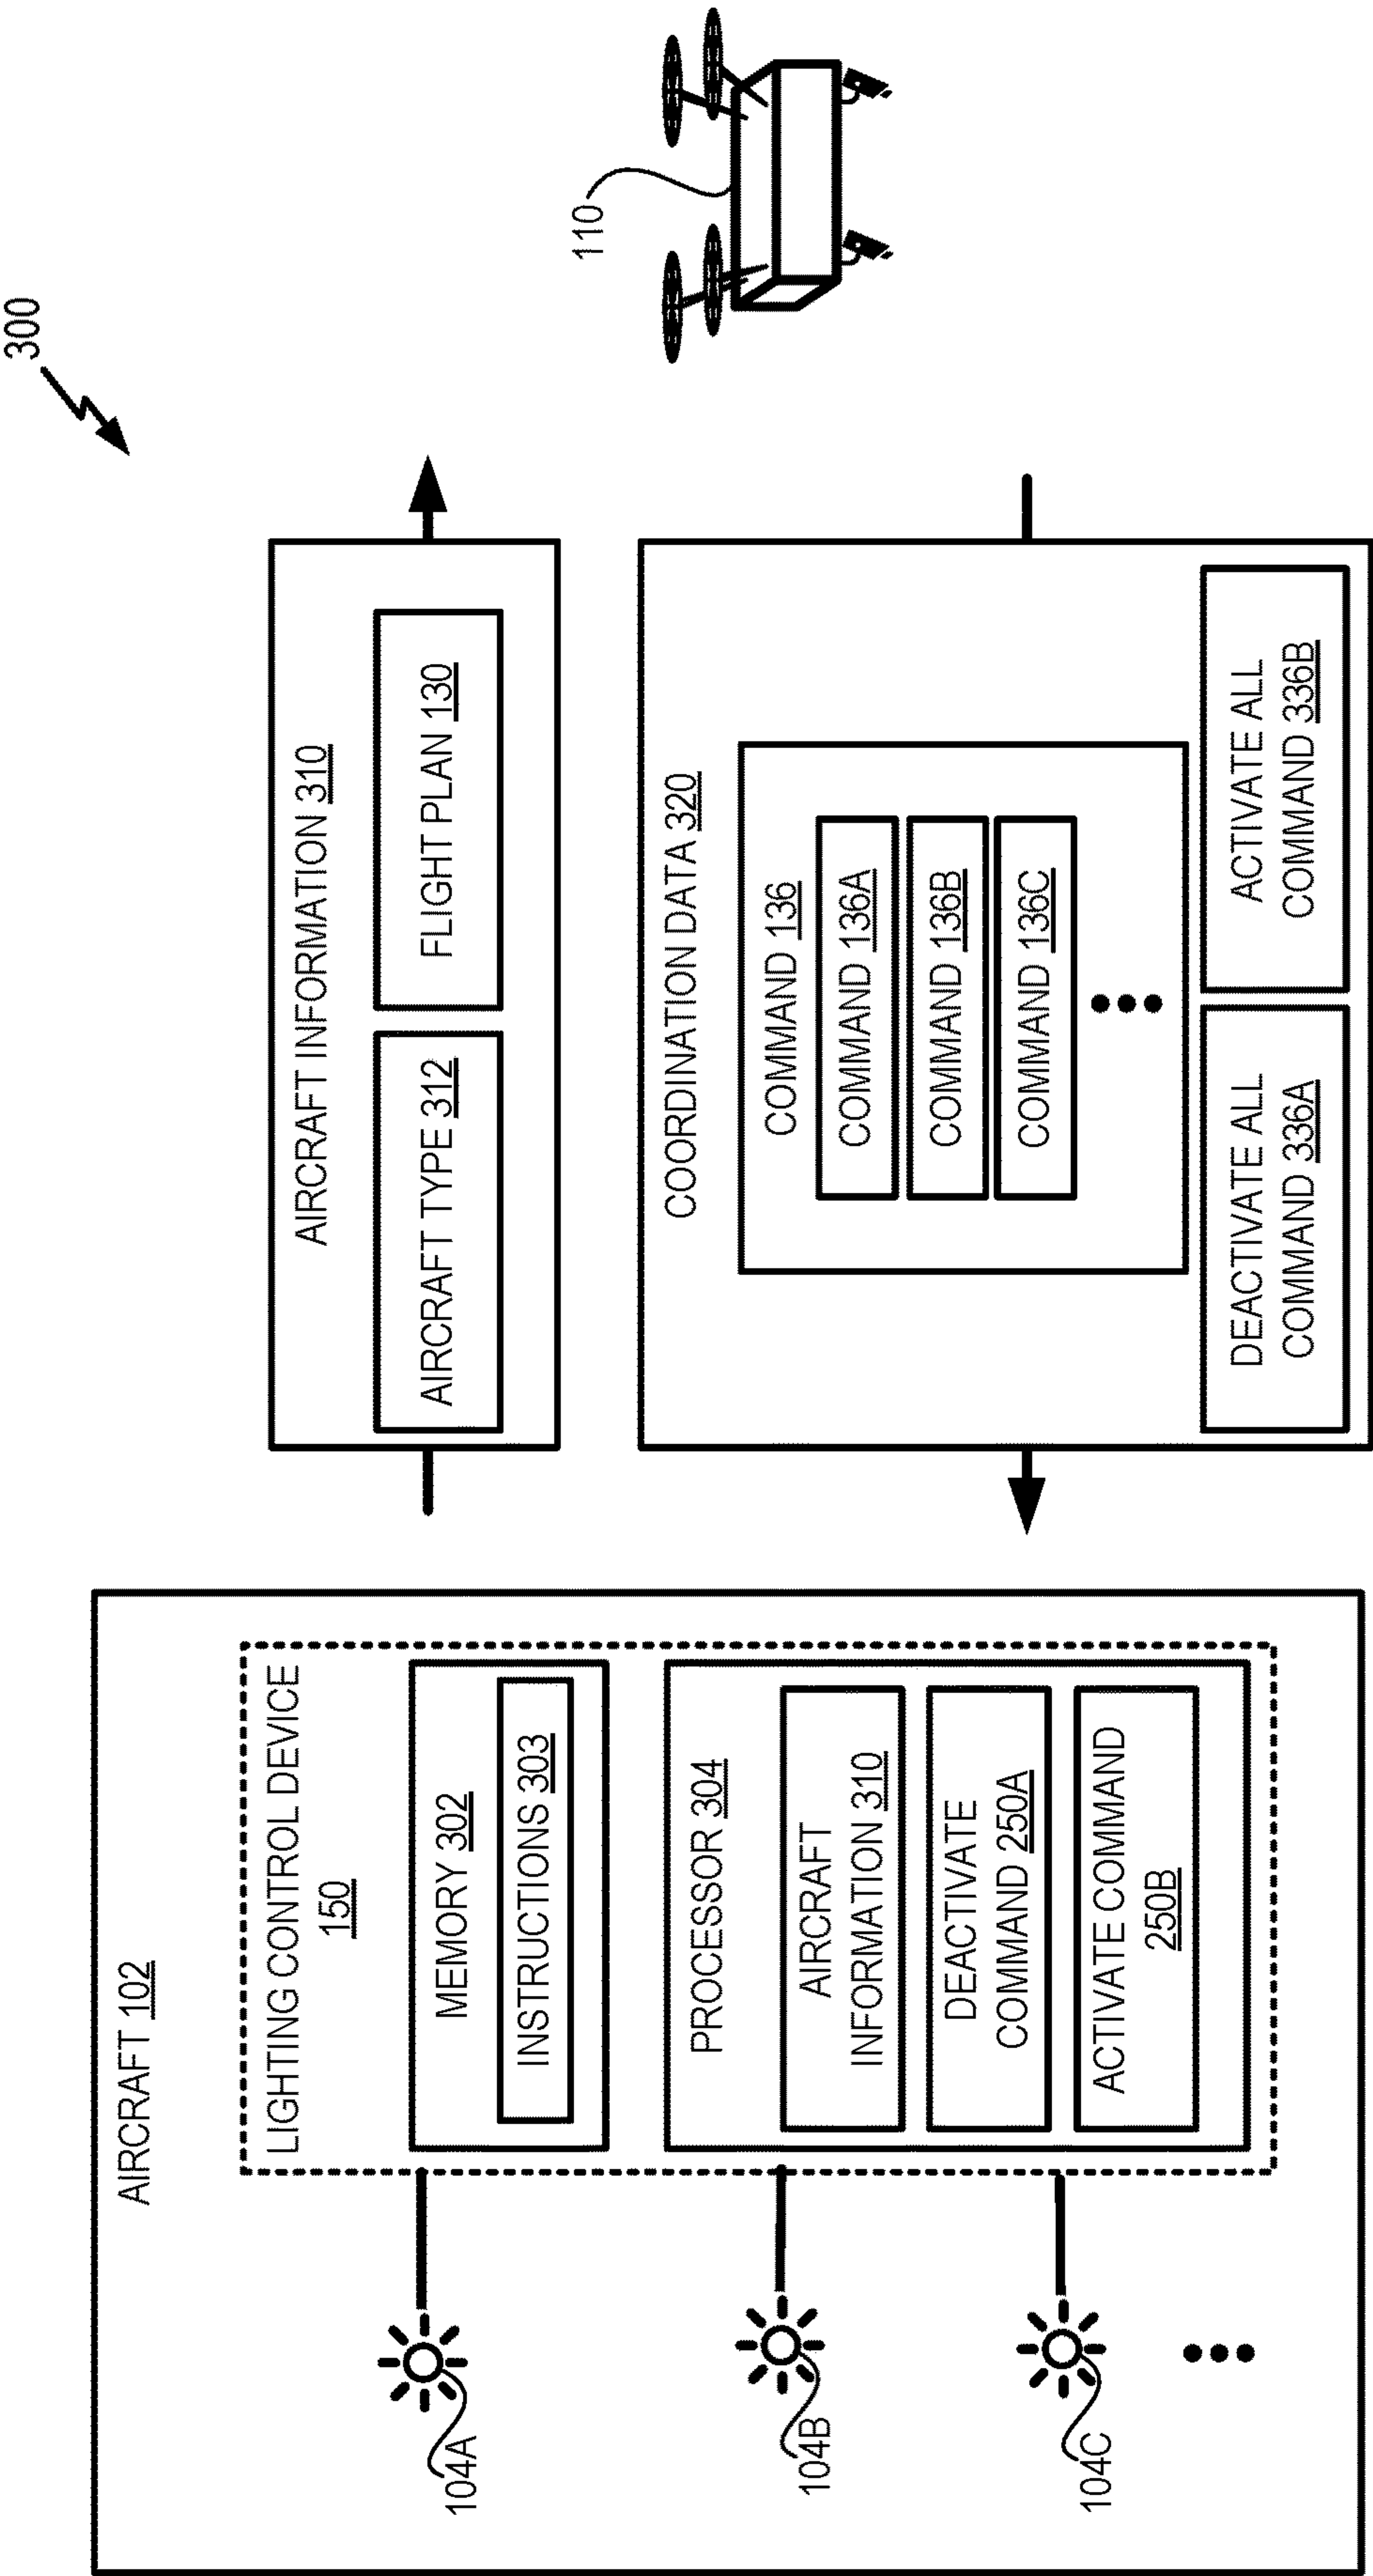 300
AIRCRAFT 102
LIGHTING CONTROL DEVICE
150
MEMORY 302
INSTRUCTIONS 303
PROCESSOR 304
AIRCRAFT
INFORMATION 310
DEACTIVATE
COMMAND 250A
ACTIVATE COMMAND
250B
104A
104B
104C
AIRCRAFT INFORMATION 310
AIRCRAFT TYPE 312
FLIGHT PLAN 130
COORDINATION DATA 320
COMMAND 136
COMMAND 136A
COMMAND 136B
COMMAND 136C
DEACTIVATE ALL
COMMAND 336A
ACTIVATE ALL
COMMAND 336B
110